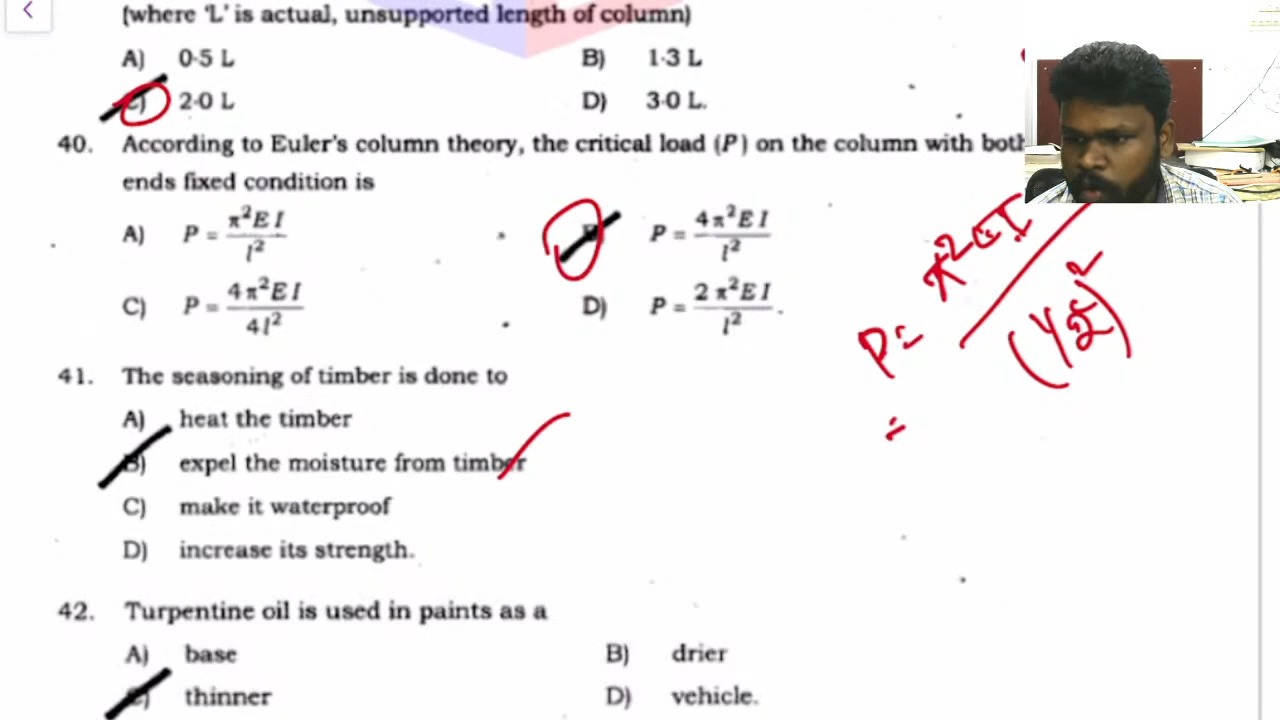 (where 'L' is actual, unsupported length of column)
A) 0·5 L
B) 1·3 L
2·0 L
D) 3·0 L.
40. According to Euler's column theory, the critical load (P) on the column with both
ends fixed condition is
A) P = π²EI / l²
P = 4π²EI / l²
C) P = 4π²EI / 4l²
D) P = 2π²EI / l².
P = π²EI / (l/2)²
=
41. The seasoning of timber is done to
A) heat the timber
B) expel the moisture from timber
C) make it waterproof
D) increase its strength.
42. Turpentine oil is used in paints as a
A) base
B) drier
C) thinner
D) vehicle.